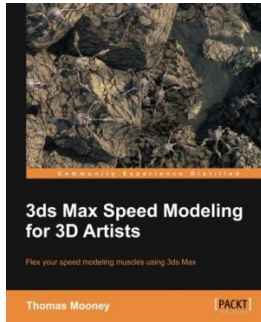 Community Experience Distilled
3ds Max Speed Modeling
for 3D Artists
Flex your speed modeling muscles using 3ds Max
Thomas Mooney
[PACKT]